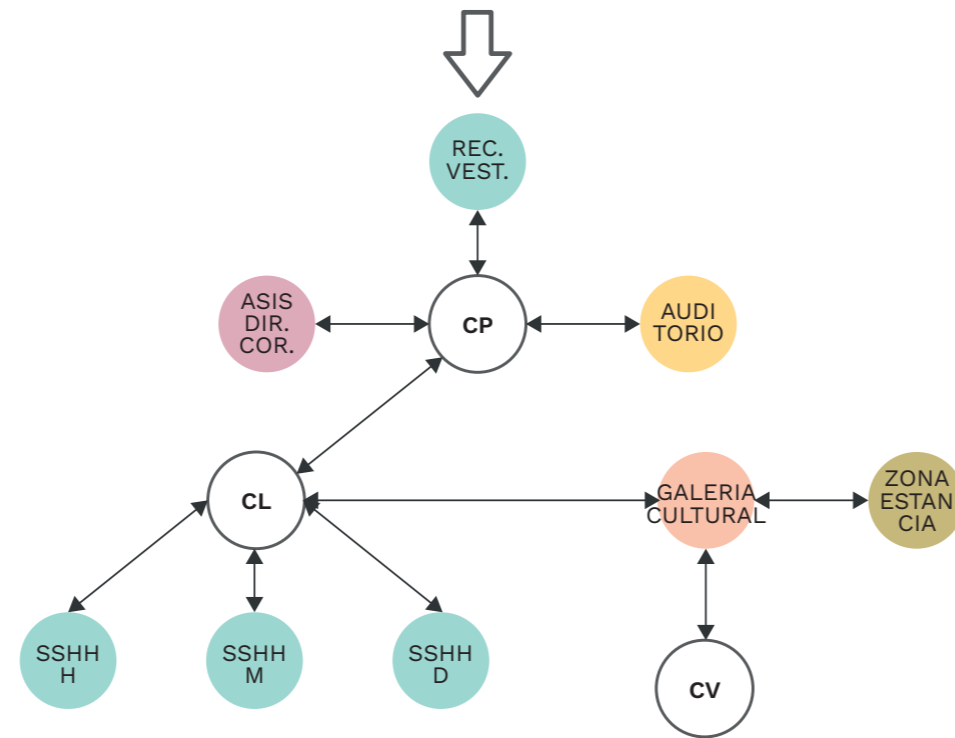 REC.
VEST.
ASIS
DIR.
COR.
CP
AUDI
TORIO
CL
GALERIA
CULTURAL
ZONA
ESTAN
CIA
SSHH
H
SSHH
M
SSHH
D
CV